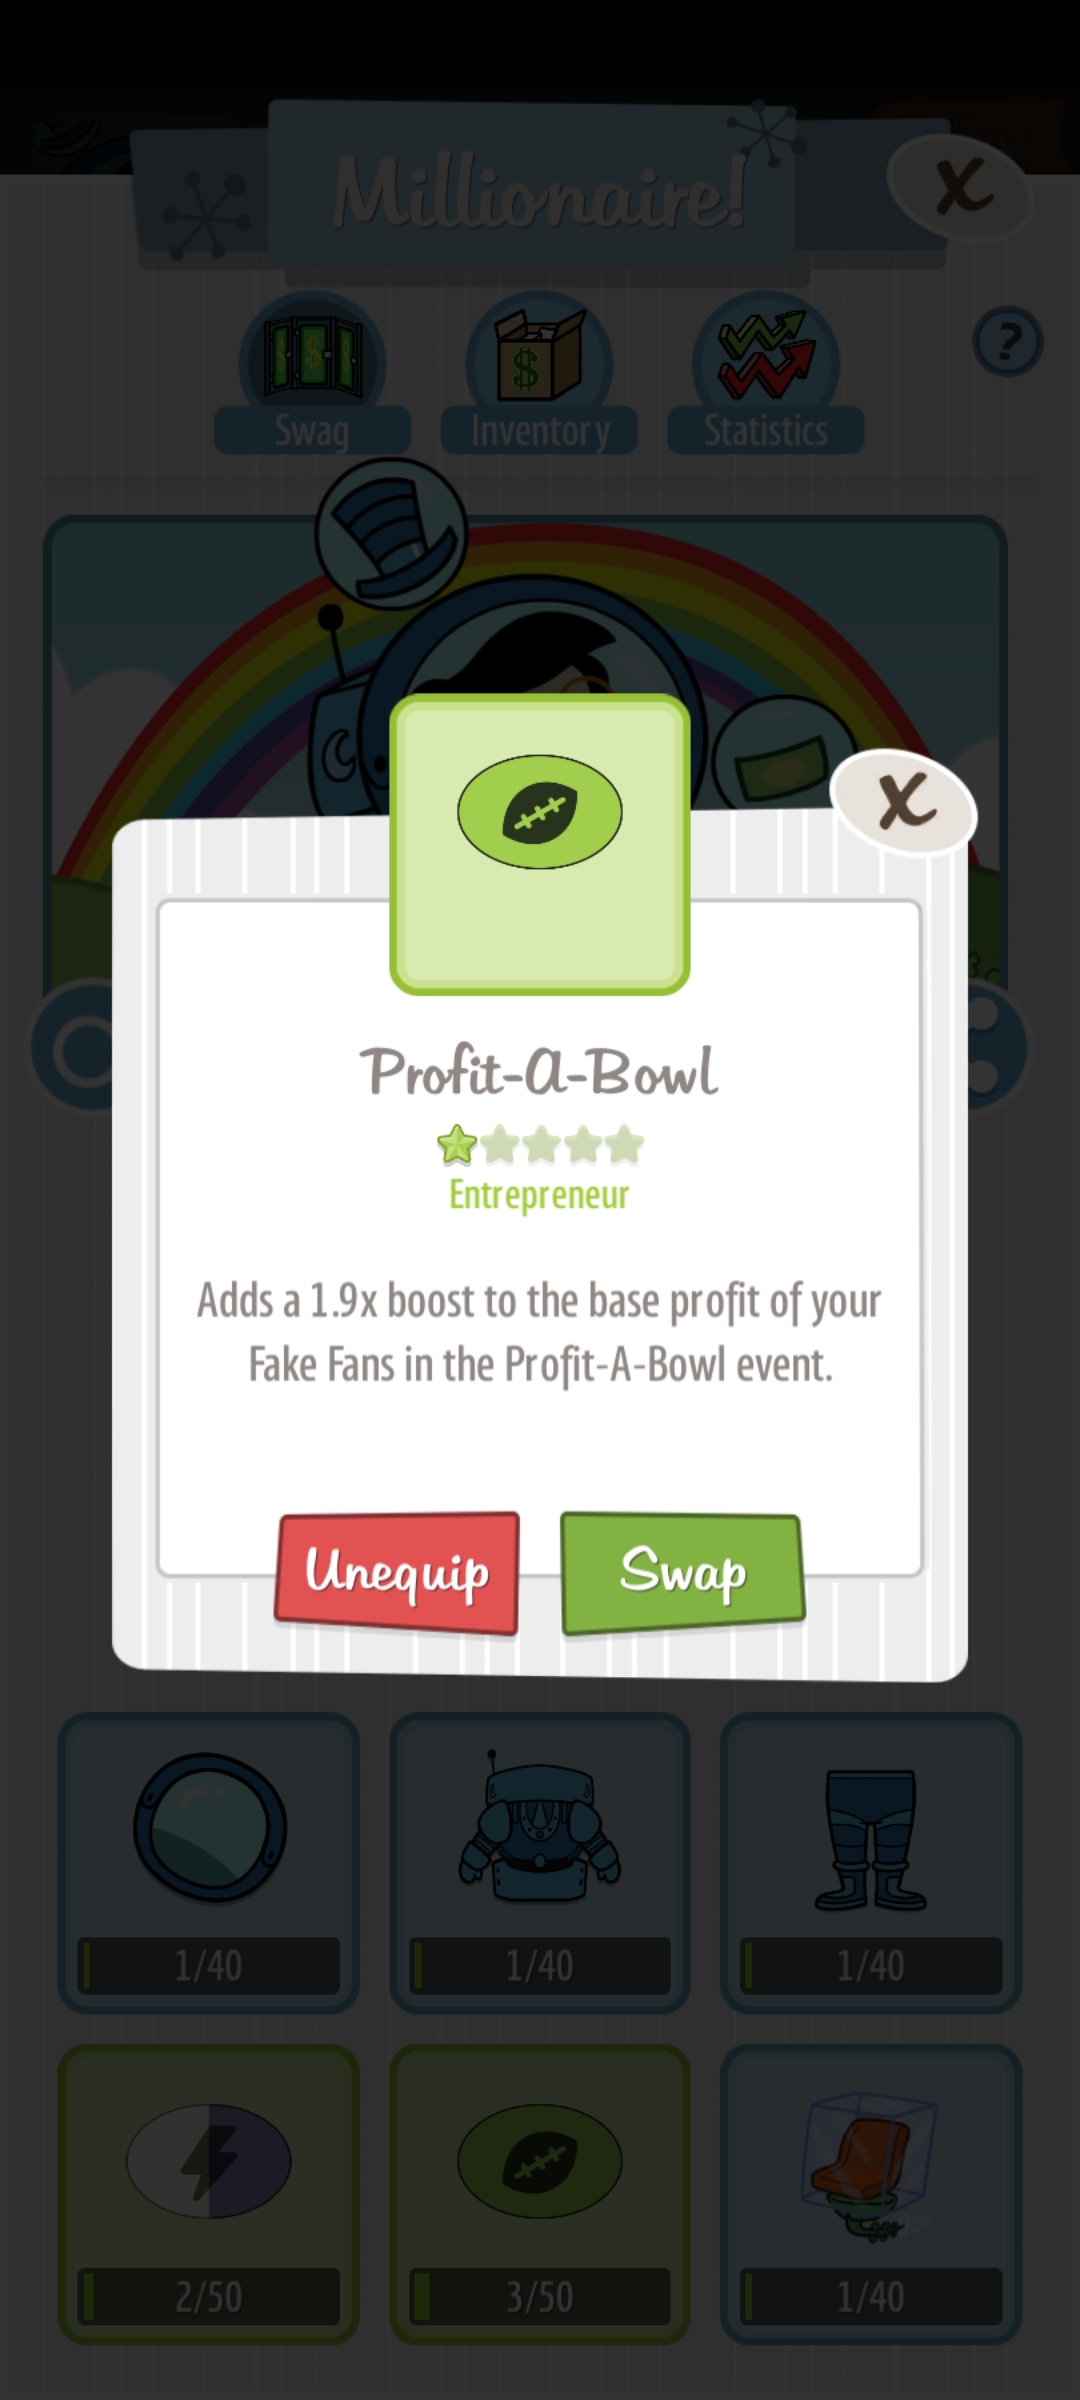 Millionaire!
X
?
Swag
Inventory
Statistics
X
Profit-A-Bowl
Entrepreneur
Adds a 1.9x boost to the base profit of your
Fake Fans in the Profit-A-Bowl event.
Unequip
Swap
1/40
1/40
1/40
2/50
3/50
1/40